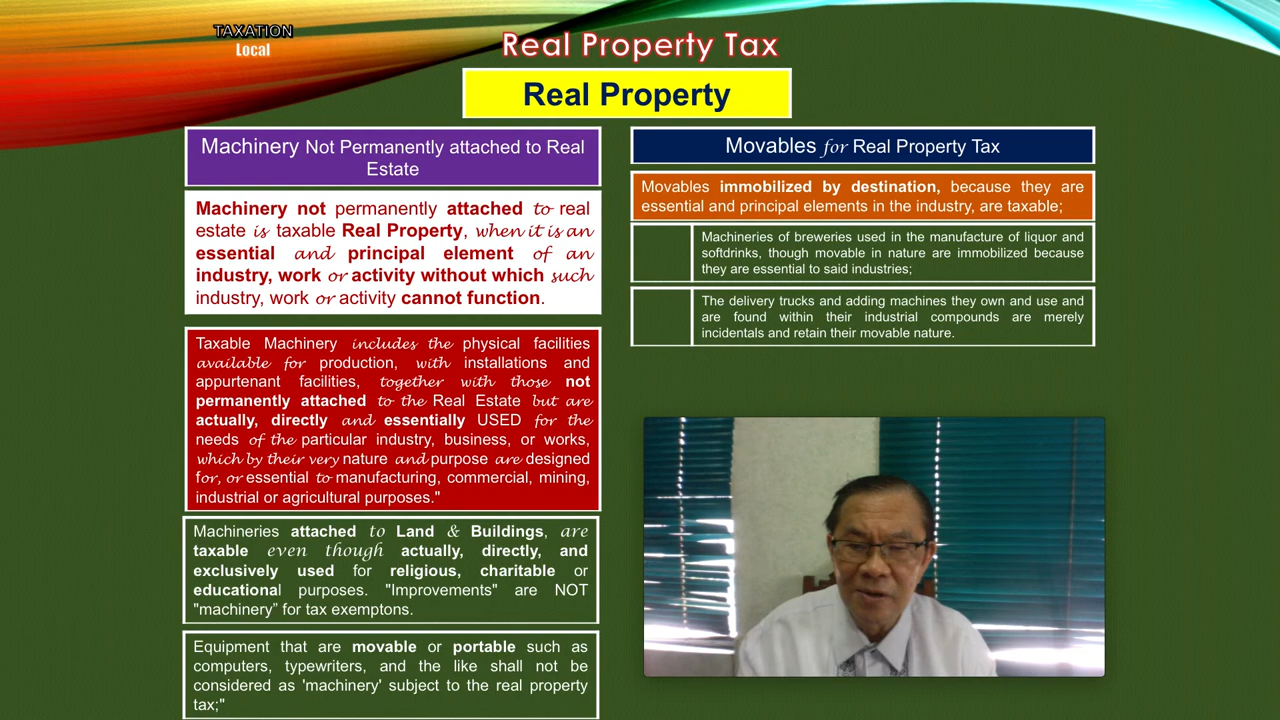 TAXATION
Local
Real Property Tax
Real Property
Machinery Not Permanently attached to Real
Estate
Machinery not permanently attached to real
estate is taxable Real Property, when it is an
essential and principal element of an
industry, work or activity without which such
industry, work or activity cannot function.
Taxable Machinery includes the physical facilities
available for production, with installations and
appurtenant facilities, together with those not
permanently attached to the Real Estate but are
actually, directly and essentially USED for the
needs of the particular industry, business, or works,
which by their very nature and purpose are designed
for, or essential to manufacturing, commercial, mining,
industrial or agricultural purposes."
Machineries attached to Land & Buildings, are
taxable even though actually, directly, and
exclusively used for religious, charitable or
educational purposes. "Improvements" are NOT
"machinery" for tax exemptons.
Equipment that are movable or portable such as
computers, typewriters, and the like shall not be
considered as 'machinery' subject to the real property
tax;"
Movables for Real Property Tax
Movables immobilized by destination, because they are
essential and principal elements in the industry, are taxable;
Machineries of breweries used in the manufacture of liquor and
softdrinks, though movable in nature are immobilized because
they are essential to said industries;
The delivery trucks and adding machines they own and use and
are found within their industrial compounds are merely
incidentals and retain their movable nature.